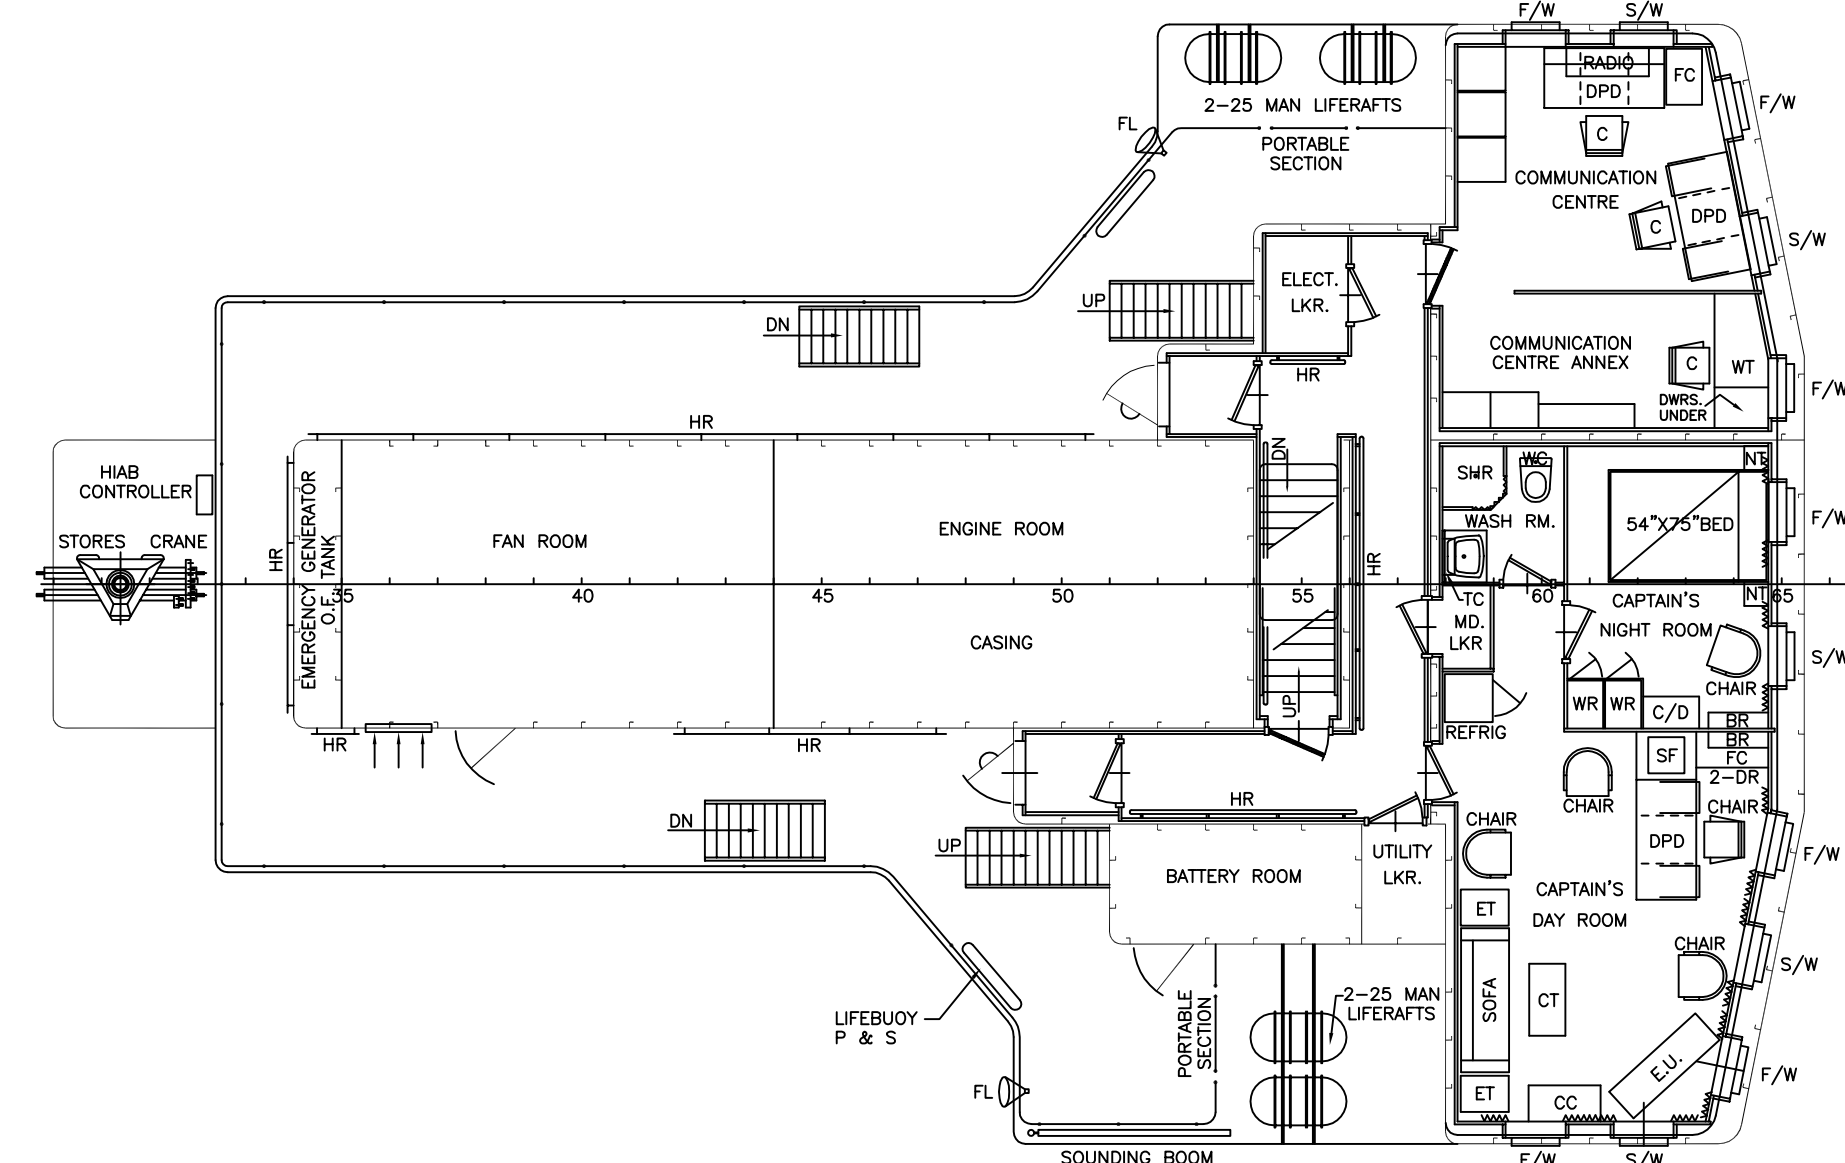 F/W
S/W
RADIO
DPD
FC
F/W
2-25 MAN LIFERAFTS
FL
C
PORTABLE
SECTION
COMMUNICATION
CENTRE
DPD
C
S/W
ELECT.
LKR.
UP
DN
COMMUNICATION
CENTRE ANNEX
C
WT
HR
F/W
DWRS.
UNDER
HR
DN
NT
SHR
WC
HIAB
CONTROLLER
WASH RM.
54"X75"BED
F/W
STORES CRANE
HR
EMERGENCY GENERATOR
O.F. TANK
FAN ROOM
ENGINE ROOM
HR
35
40
45
50
55
60
65
TC
MD.
LKR
NT
CAPTAIN'S
NIGHT ROOM
CASING
S/W
CHAIR
UP
WR
WR
C/D
BR
REFRIG
BR
HR
HR
SF
FC
2-DR
CHAIR
CHAIR
HR
CHAIR
DN
DPD
UP
UTILITY
LKR.
F/W
BATTERY ROOM
CAPTAIN'S
DAY ROOM
ET
CHAIR
S/W
SOFA
CT
2-25 MAN
LIFERAFTS
LIFEBUOY
P & S
PORTABLE
SECTION
E.U.
F/W
FL
ET
CC
SOUNDING BOOM
F/W
S/W